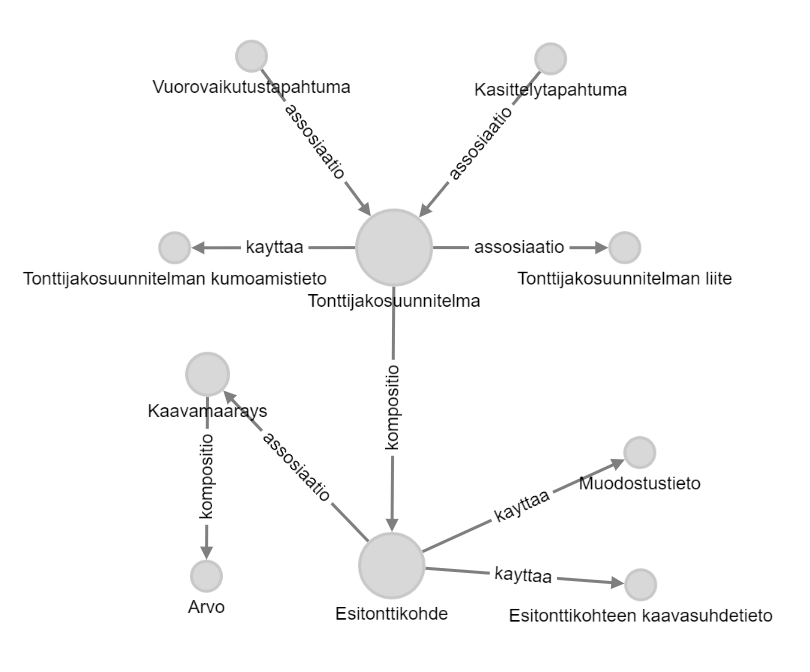 Vuorovaikutustapahtuma
Kasittelytapahtuma
assosiaatio
assosiaatio
kayttaa
assosiaatio
Tonttijakosuunnitelman kumoamistieto
Tonttijakosuunnitelman liite
Tonttijakosuunnitelma
kompositio
Kaavamaarays
assosiaatio
kompositio
Muodostustieto
kayttaa
kayttaa
Arvo
Esitonttikohde
Esitonttikohteen kaavasuhdetieto